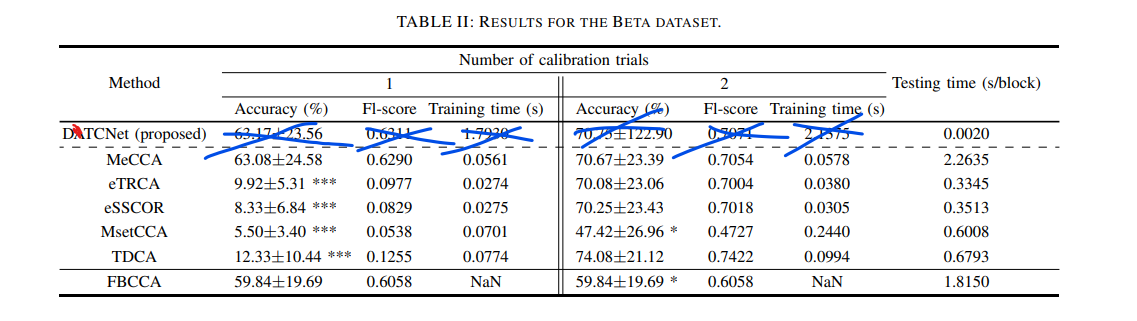 TABLE II: RESULTS FOR THE BETA DATASET.
Number of calibration trials
Method 1 2 Testing time (s/block)
Accuracy (%) F1-score Training time (s) Accuracy (%) F1-score Training time (s)
(proposed) 0.0020
MeCCA 63.08±24.58 0.6290 0.0561 70.67±23.39 0.7054 0.0578 2.2635
eTRCA 9.92±5.31 *** 0.0977 0.0274 70.08±23.06 0.7004 0.0380 0.3345
eSSCOR 8.33±6.84 *** 0.0829 0.0275 70.25±23.43 0.7018 0.0305 0.3513
MsetCCA 5.50±3.40 *** 0.0538 0.0701 47.42±26.96 * 0.4727 0.2440 0.6008
TDCA 12.33±10.44 *** 0.1255 0.0774 74.08±21.12 0.7422 0.0994 0.6793
FBCCA 59.84±19.69 0.6058 NaN 59.84±19.69 * 0.6058 NaN 1.8150